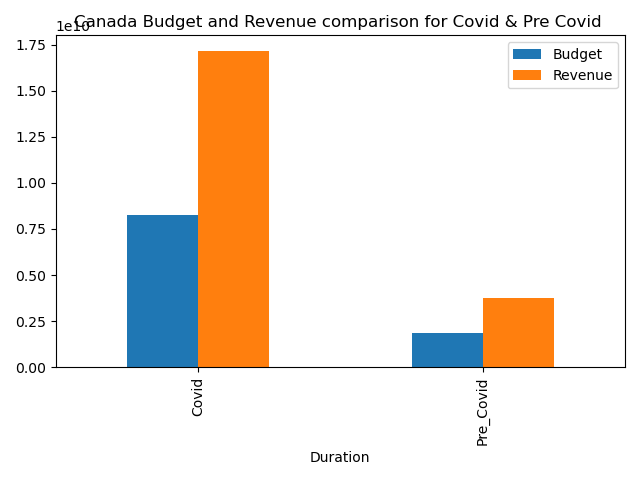 Canada Budget and Revenue comparison for Covid & Pre Covid
1e10
1.75
1.50
1.25
1.00
0.75
0.50
0.25
0.00
Budget
Revenue
Covid
Pre_Covid
Duration